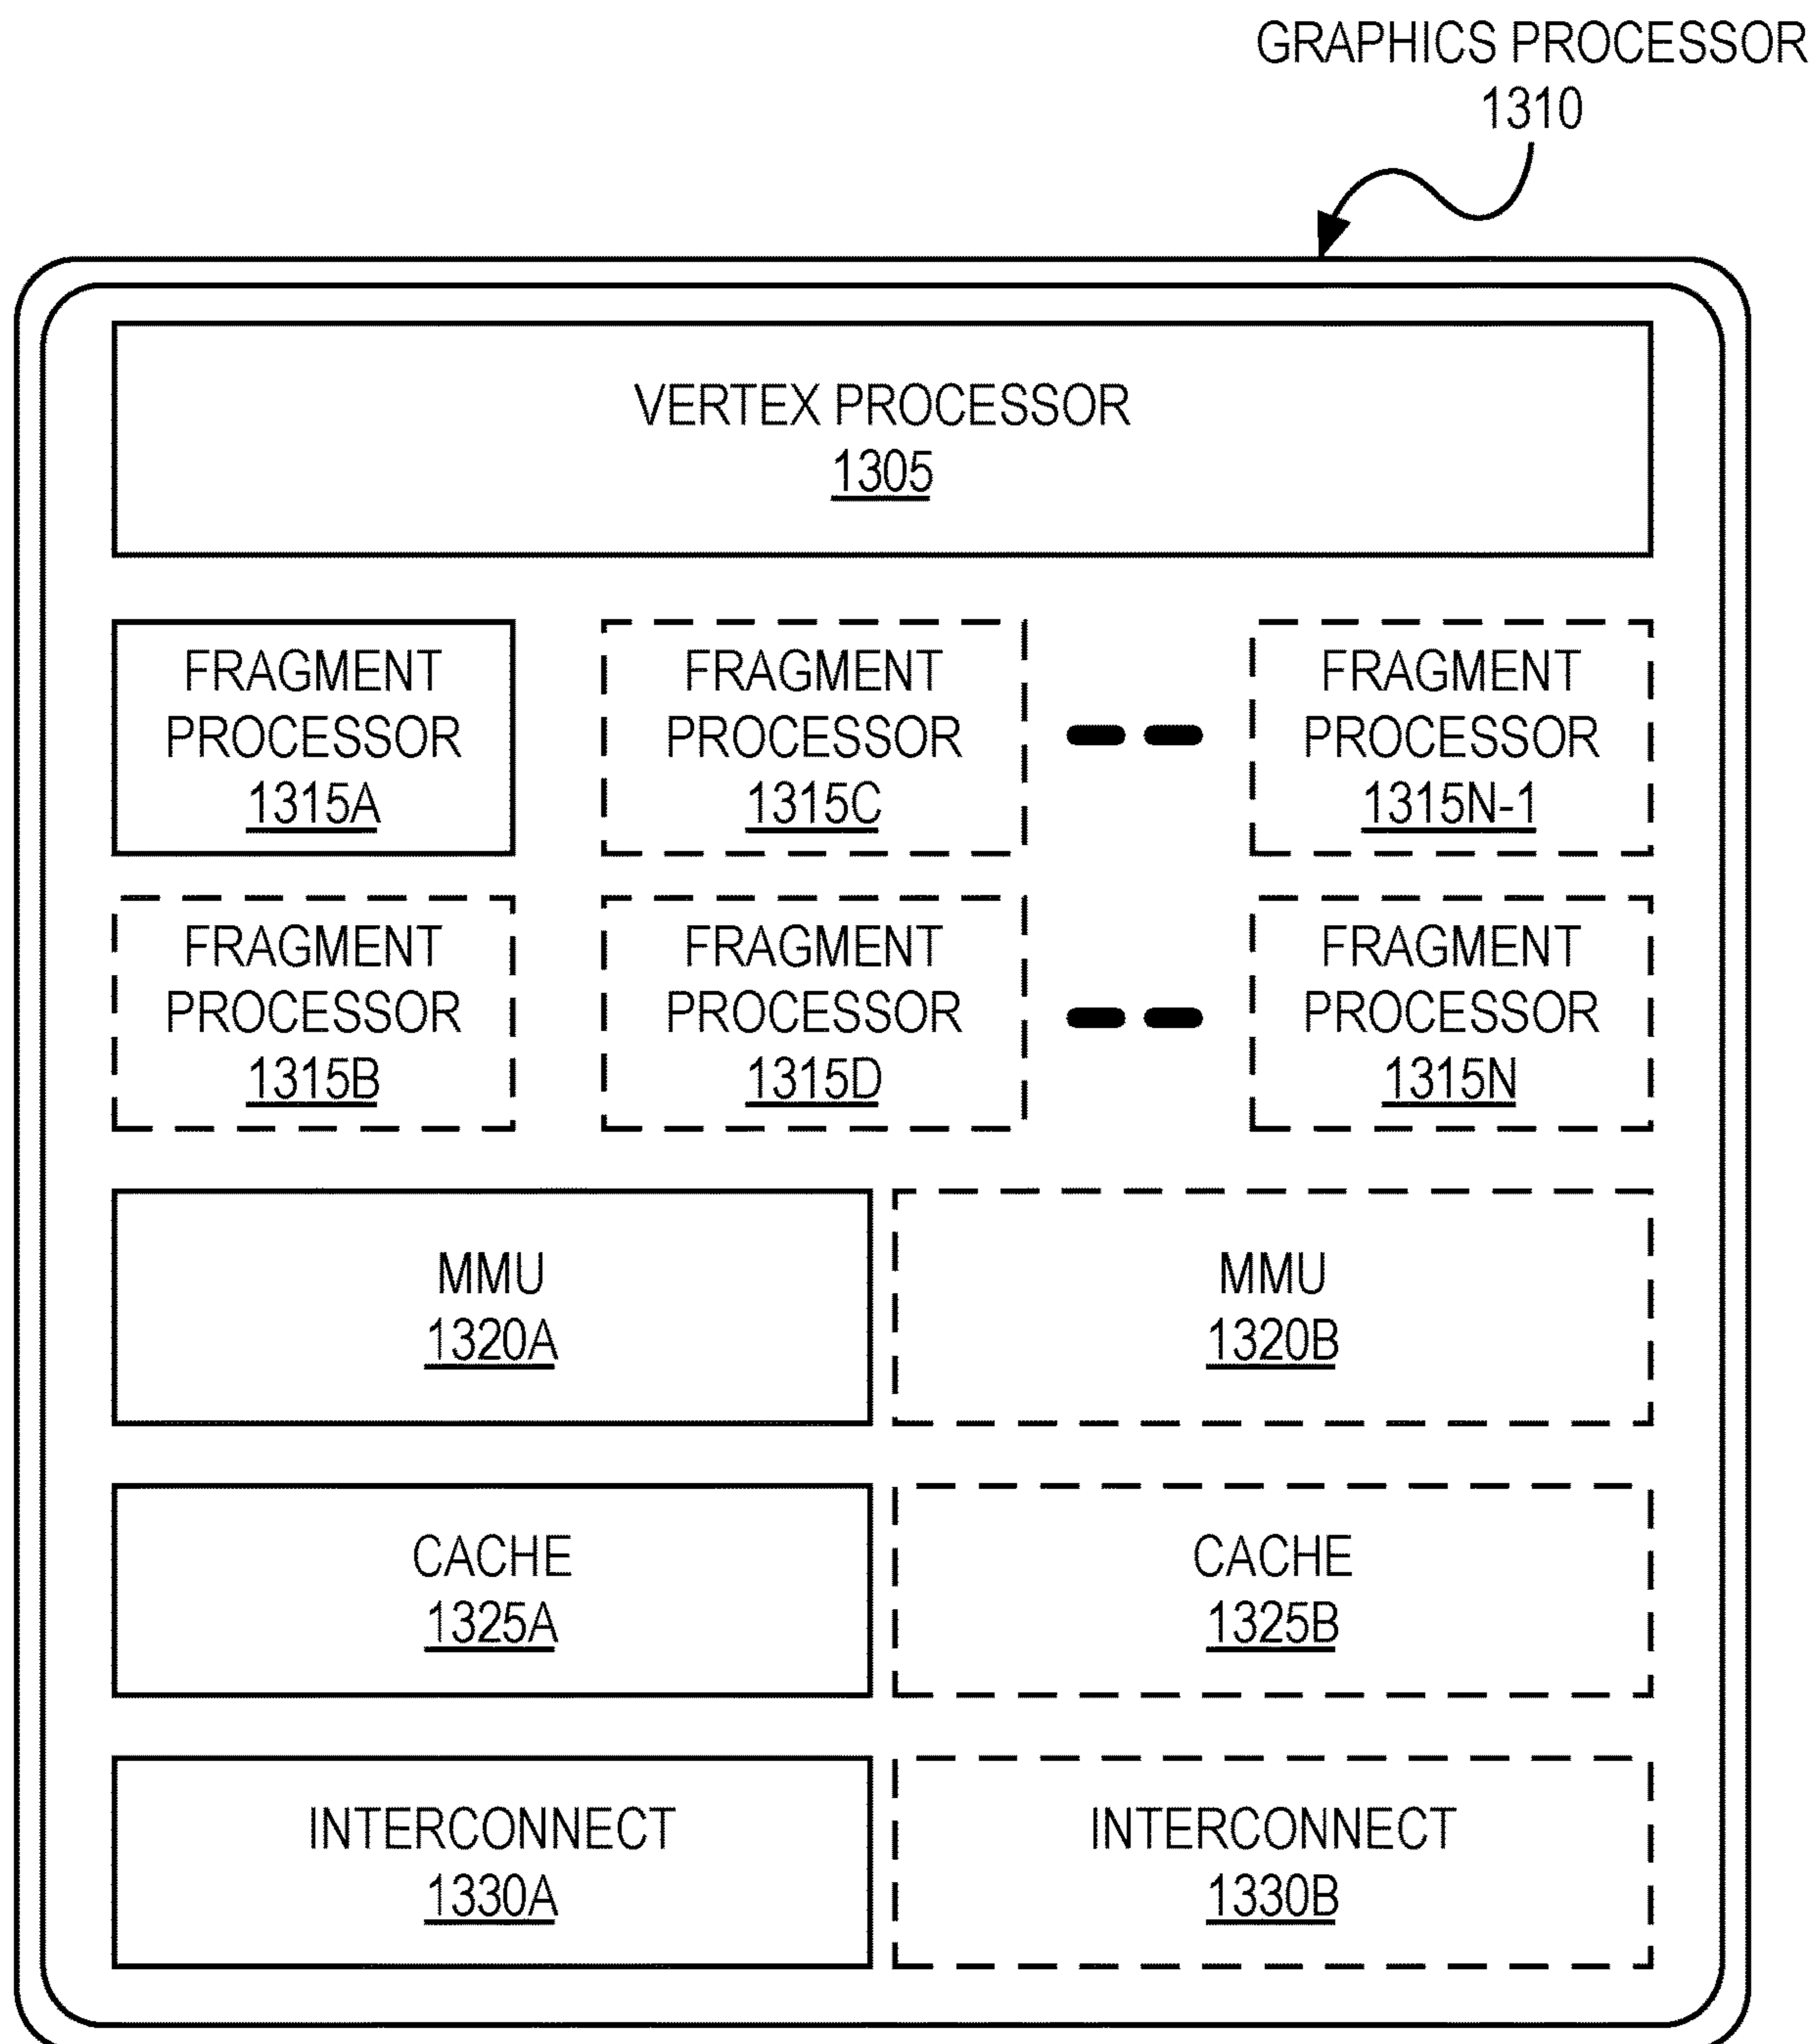 GRAPHICS PROCESSOR
1310
VERTEX PROCESSOR
1305
FRAGMENT
PROCESSOR
1315A
FRAGMENT
PROCESSOR
1315C
FRAGMENT
PROCESSOR
1315N-1
FRAGMENT
PROCESSOR
1315B
FRAGMENT
PROCESSOR
1315D
FRAGMENT
PROCESSOR
1315N
MMU
1320A
MMU
1320B
CACHE
1325A
CACHE
1325B
INTERCONNECT
1330A
INTERCONNECT
1330B